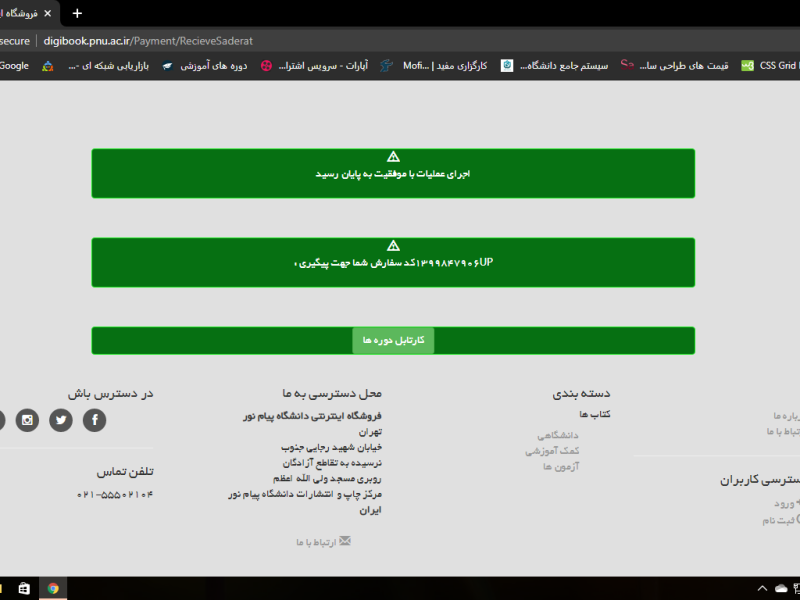 فروشگاه
secure
digibook.pnu.ac.ir/Payment/RecieveSaderat
Google
بازاریابی شبکه ای -...
دوره های آموزشی
آپارات - سرویس اشترا...
کارگزاری مفید | Mofi...
سیستم جامع دانشگاه...
قیمت های طراحی سا...
CSS Grid
اجرای عملیات با موفقیت به پایان رسید
۱۳۹۹۸۴۷۹۰۶UPکد سفارش شما جهت پیگیری :
کارتابل دوره ها
ارتباط با ما
دسترسی کاربران
ورود
ثبت نام
دسته بندی
کتاب ها
دانشگاهی
کمک آموزشی
آزمون ها
محل دسترسی به ما
فروشگاه اینترنتی دانشگاه پیام نور
تهران
خیابان شهید رجایی جنوب
نرسیده به تقاطع آزادگان
روبری مسجد ولی الله اعظم
مرکز چاپ و انتشارات دانشگاه پیام نور
ایران
ارتباط با ما
در دسترس باش
تلفن تماس
۰۲۱-۵۵۵۰۲۱۰۴